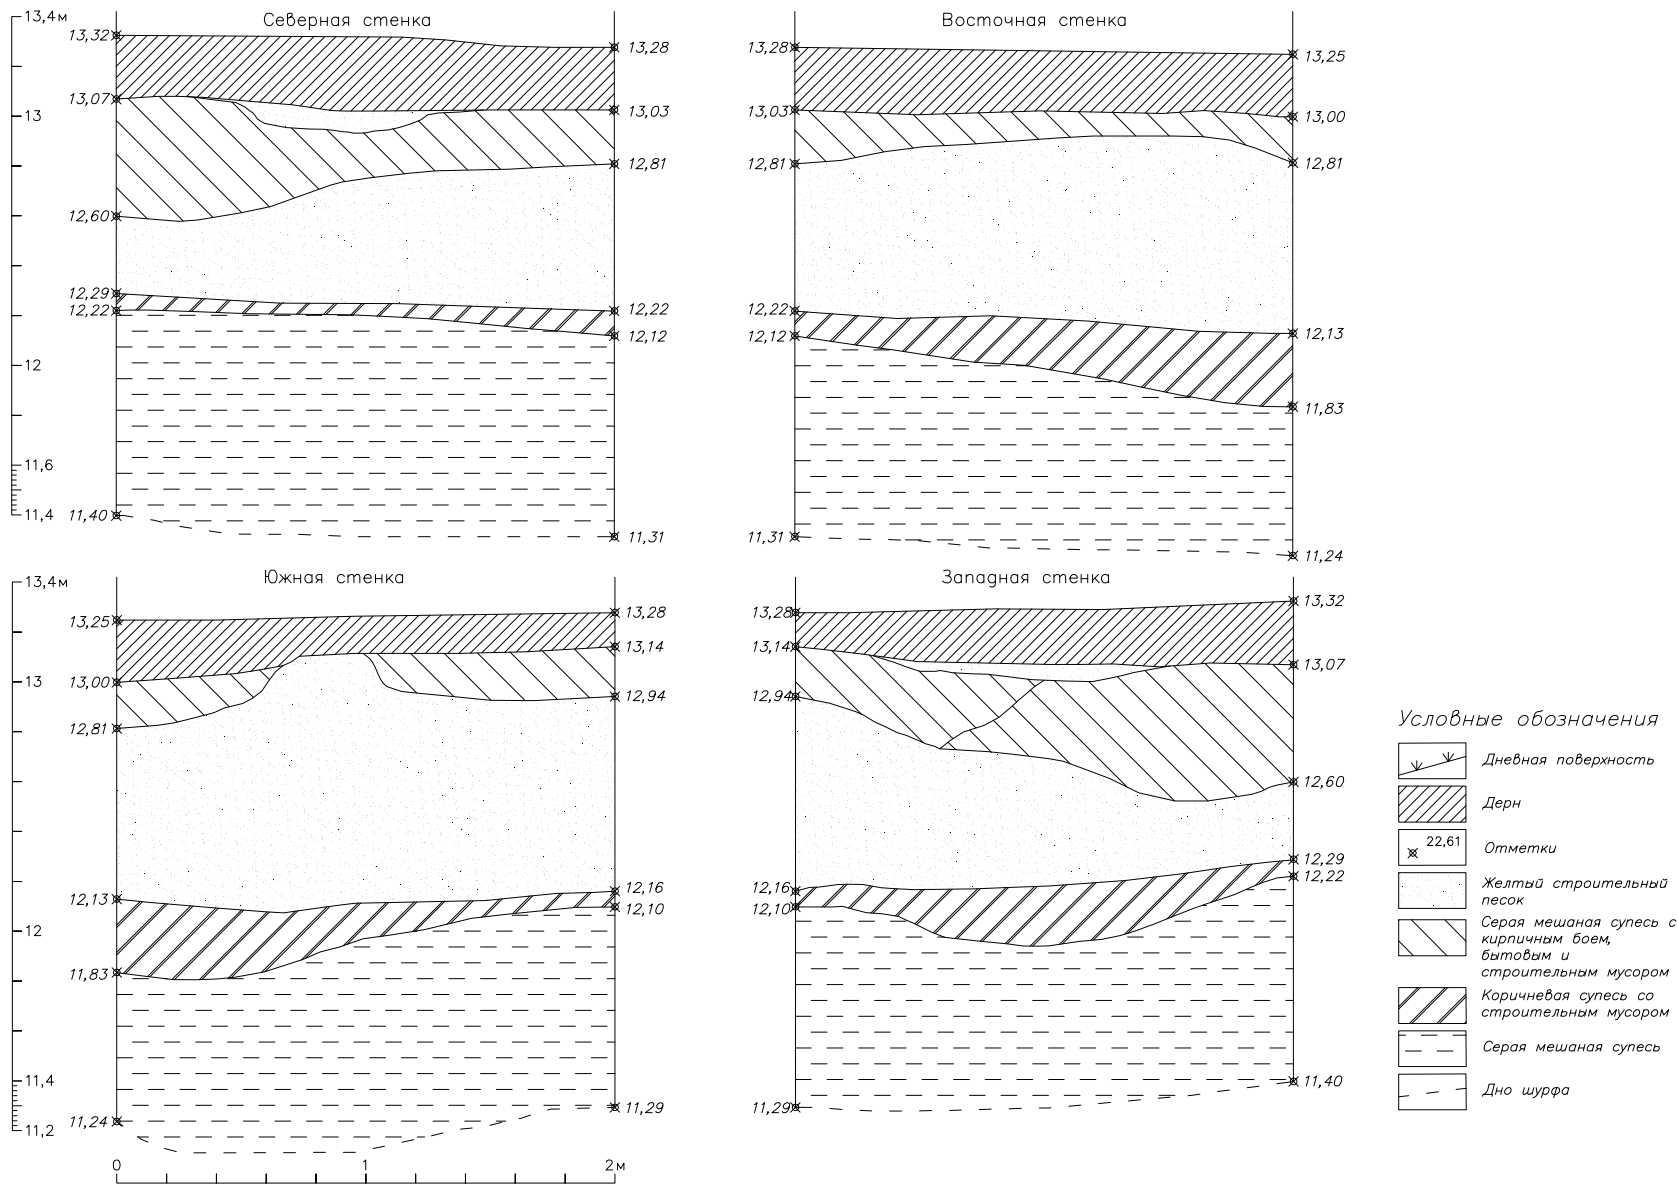 Северная стенка
13,4м
13
12
11,6
11,4
13,32
13,07
12,60
12,29
12,22
11,40
13,28
13,03
12,81
12,22
12,12
11,31
Восточная стенка
13,28
13,03
12,81
12,22
12,12
11,31
13,25
13,00
12,81
12,13
11,83
11,24
Южная стенка
13,4м
13
12
11,4
11,2
13,25
13,00
12,81
12,13
11,83
11,24
13,28
13,14
12,94
12,16
12,10
11,29
0
1
2м
Западная стенка
13,28
13,14
12,94
12,16
12,10
11,29
13,32
13,07
12,60
12,29
12,22
11,40
Условные обозначения
Дневная поверхность
Дерн
22,61
Отметки
Желтый строительный
песок
Серая мешаная супесь с
кирпичным боем,
бытовым и
строительным мусором
Коричневая супесь со
строительным мусором
Серая мешаная супесь
Дно шурфа